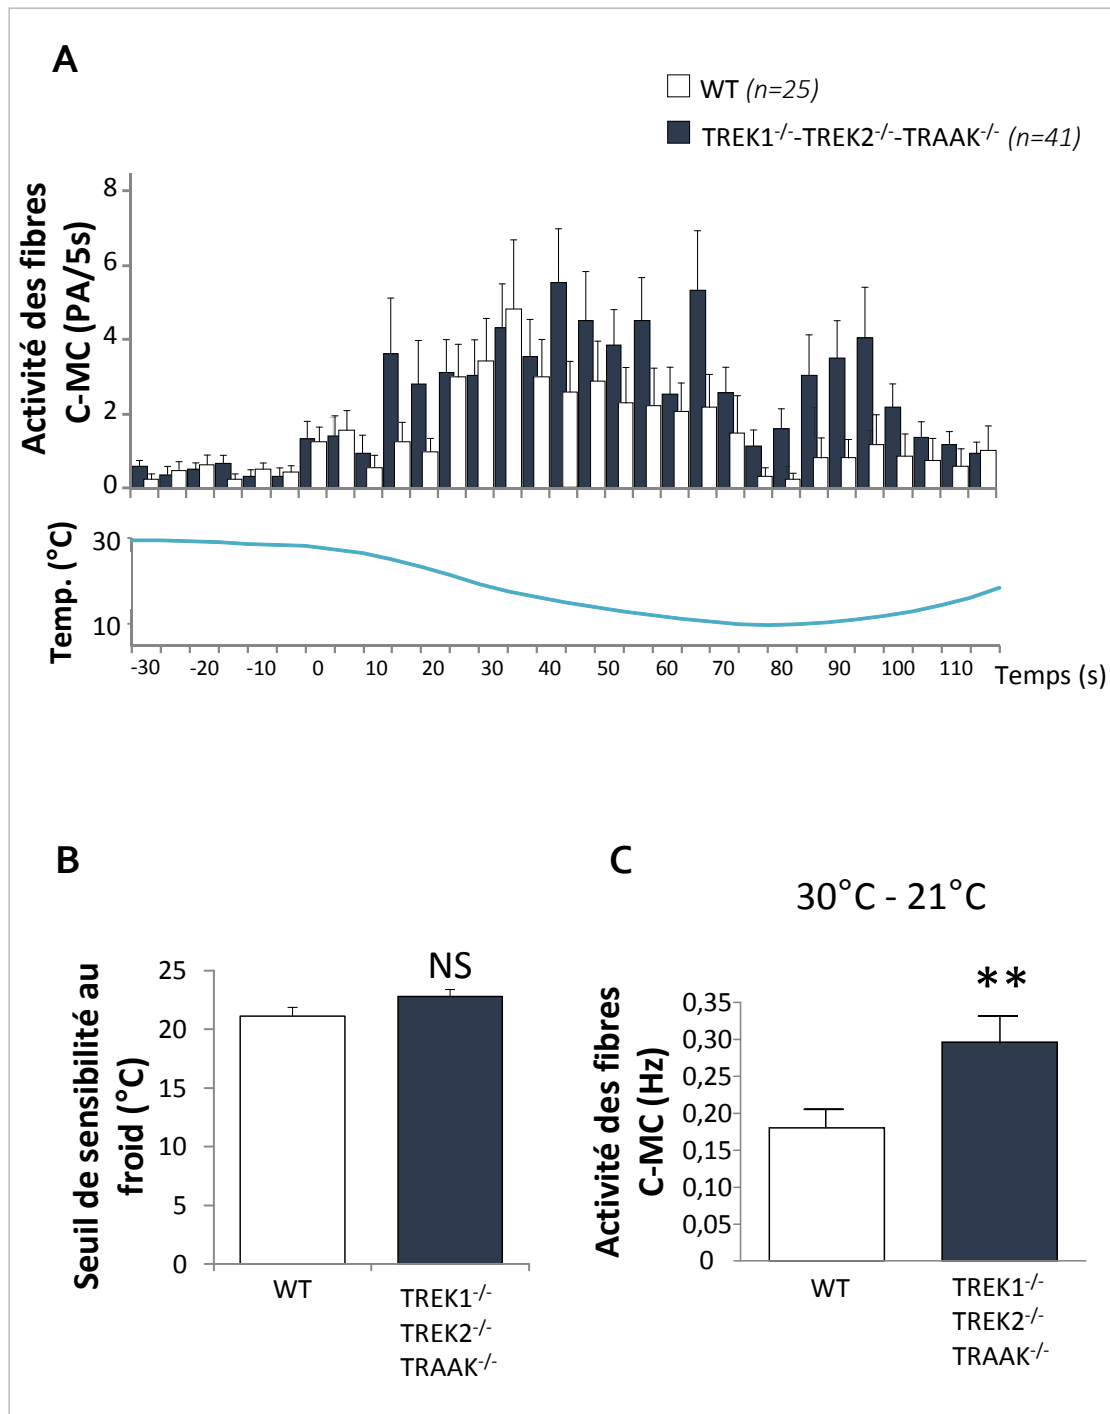 A
WT (n=25)
TREK1-/--TREK2-/--TRAAK-/- (n=41)
Activité des fibres
C-MC (PA/5s)
8
6
4
2
0
Temp. (°C)
30
10
-30 -20 -10 0 10 20 30 40 50 60 70 80 90 100 110 Temps (s)
B
Seuil de sensibilité au
froid (°C)
25
20
15
10
5
0
NS
WT
TREK1-/-
TREK2-/-
TRAAK-/-
C
30°C - 21°C
Activité des fibres
C-MC (Hz)
**
0,35
0,30
0,25
0,20
0,15
0,10
0,05
0
WT
TREK1-/-
TREK2-/-
TRAAK-/-